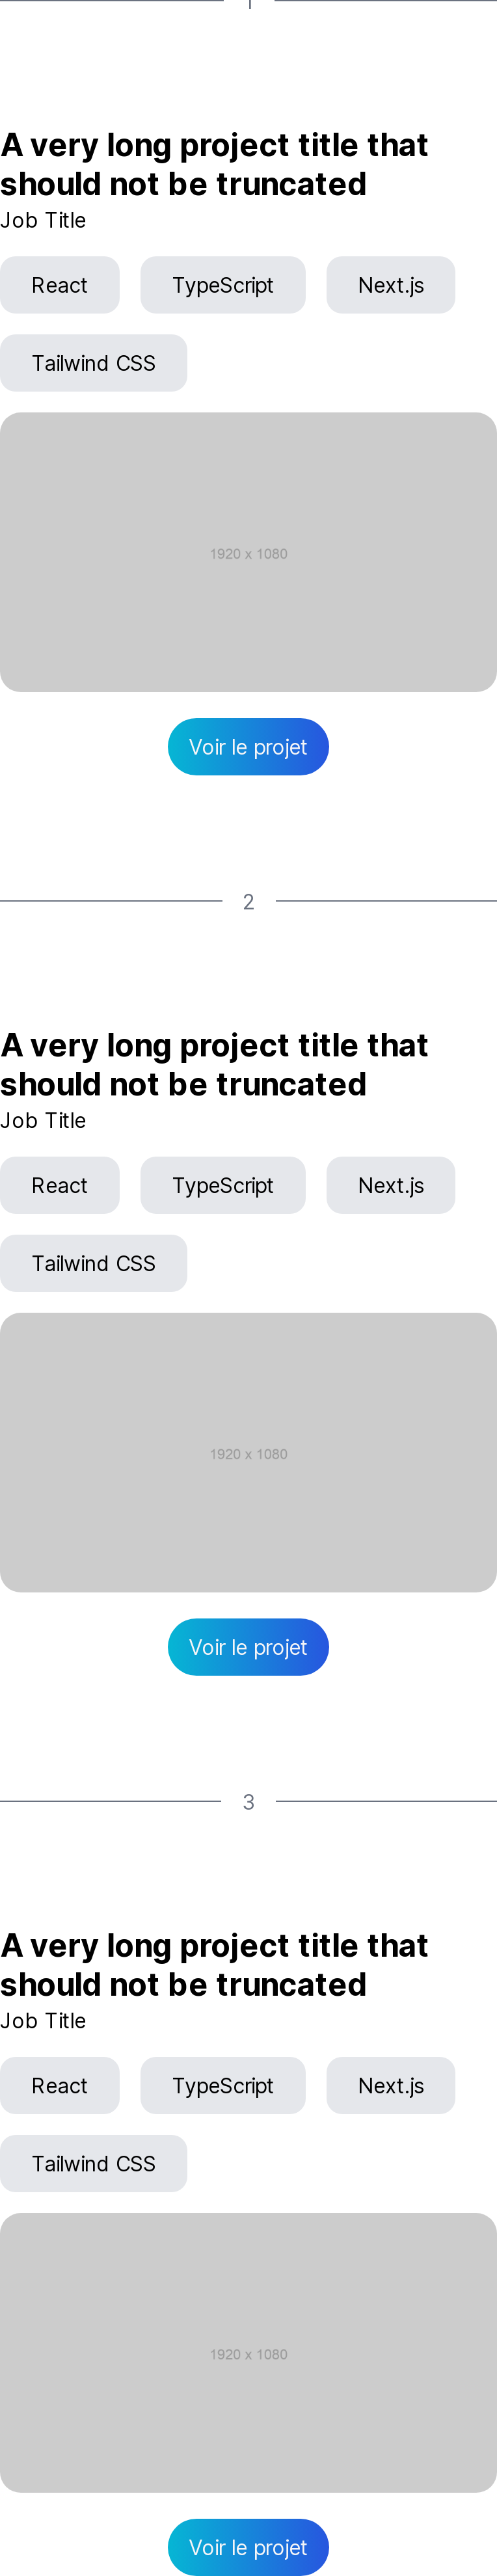 1
A very long project title that
should not be truncated
Job Title
React TypeScript Next.js
Tailwind CSS
1920 x 1080
Voir le projet
2
A very long project title that
should not be truncated
Job Title
React TypeScript Next.js
Tailwind CSS
1920 x 1080
Voir le projet
3
A very long project title that
should not be truncated
Job Title
React TypeScript Next.js
Tailwind CSS
1920 x 1080
Voir le projet